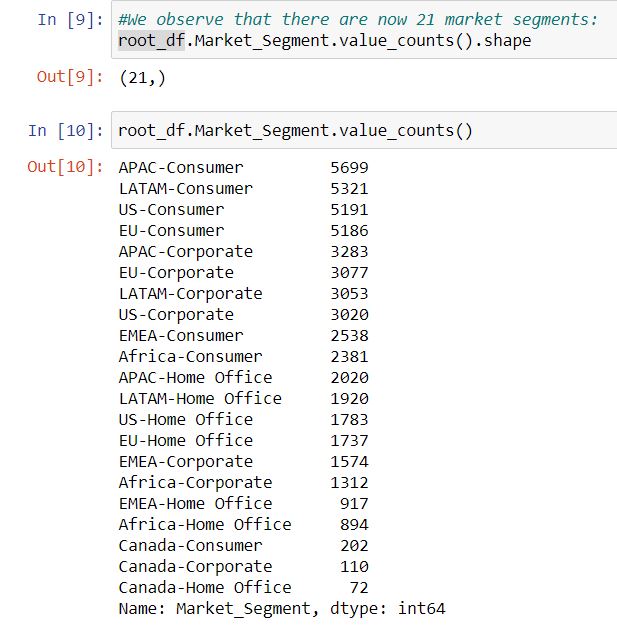 In [9]: #We observe that there are now 21 market segments:
root_df.Market_Segment.value_counts().shape
Out[9]: (21,)
In [10]: root_df.Market_Segment.value_counts()
Out[10]: APAC-Consumer 5699
LATAM-Consumer 5321
US-Consumer 5191
EU-Consumer 5186
APAC-Corporate 3283
EU-Corporate 3077
LATAM-Corporate 3053
US-Corporate 3020
EMEA-Consumer 2538
Africa-Consumer 2381
APAC-Home Office 2020
LATAM-Home Office 1920
US-Home Office 1783
EU-Home Office 1737
EMEA-Corporate 1574
Africa-Corporate 1312
EMEA-Home Office 917
Africa-Home Office 894
Canada-Consumer 202
Canada-Corporate 110
Canada-Home Office 72
Name: Market_Segment, dtype: int64